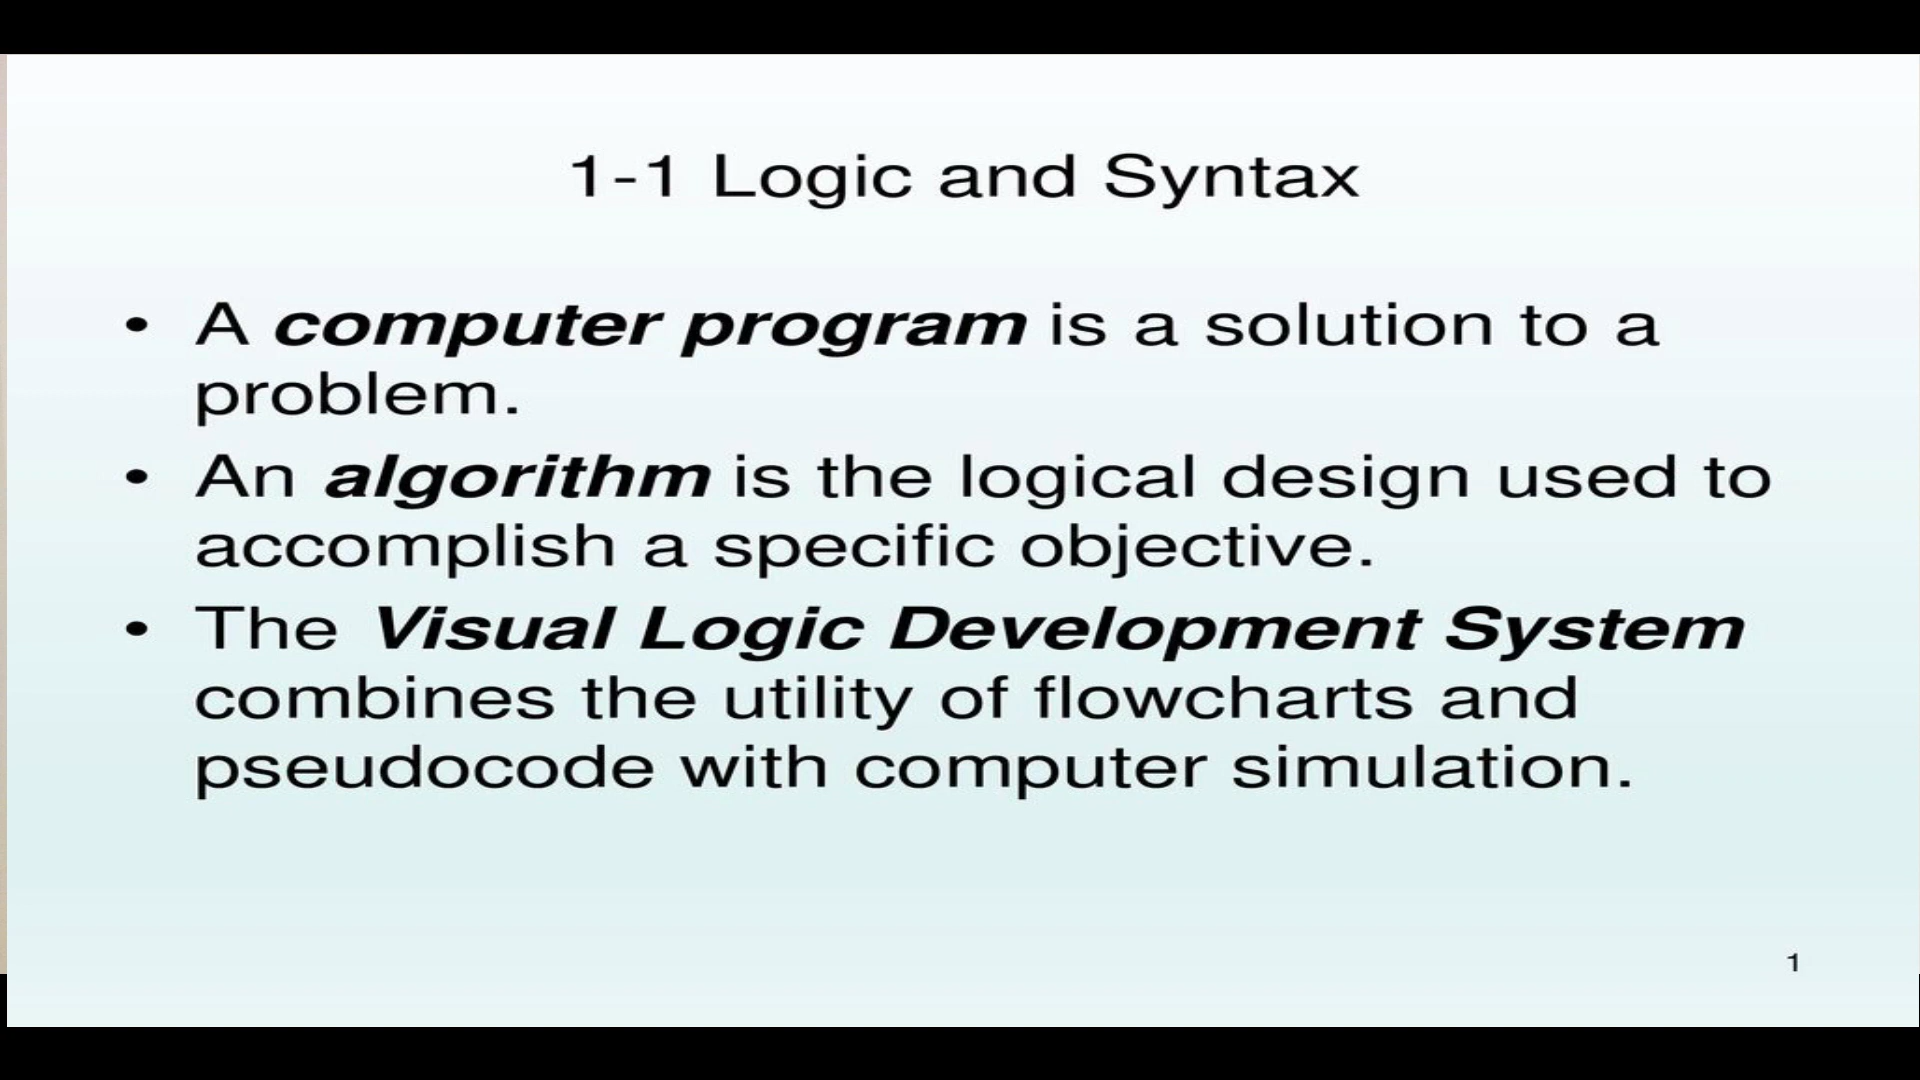 1-1 Logic and Syntax
• A computer program is a solution to a
problem.
• An algorithm is the logical design used to
accomplish a specific objective.
• The Visual Logic Development System
combines the utility of flowcharts and
pseudocode with computer simulation.
1